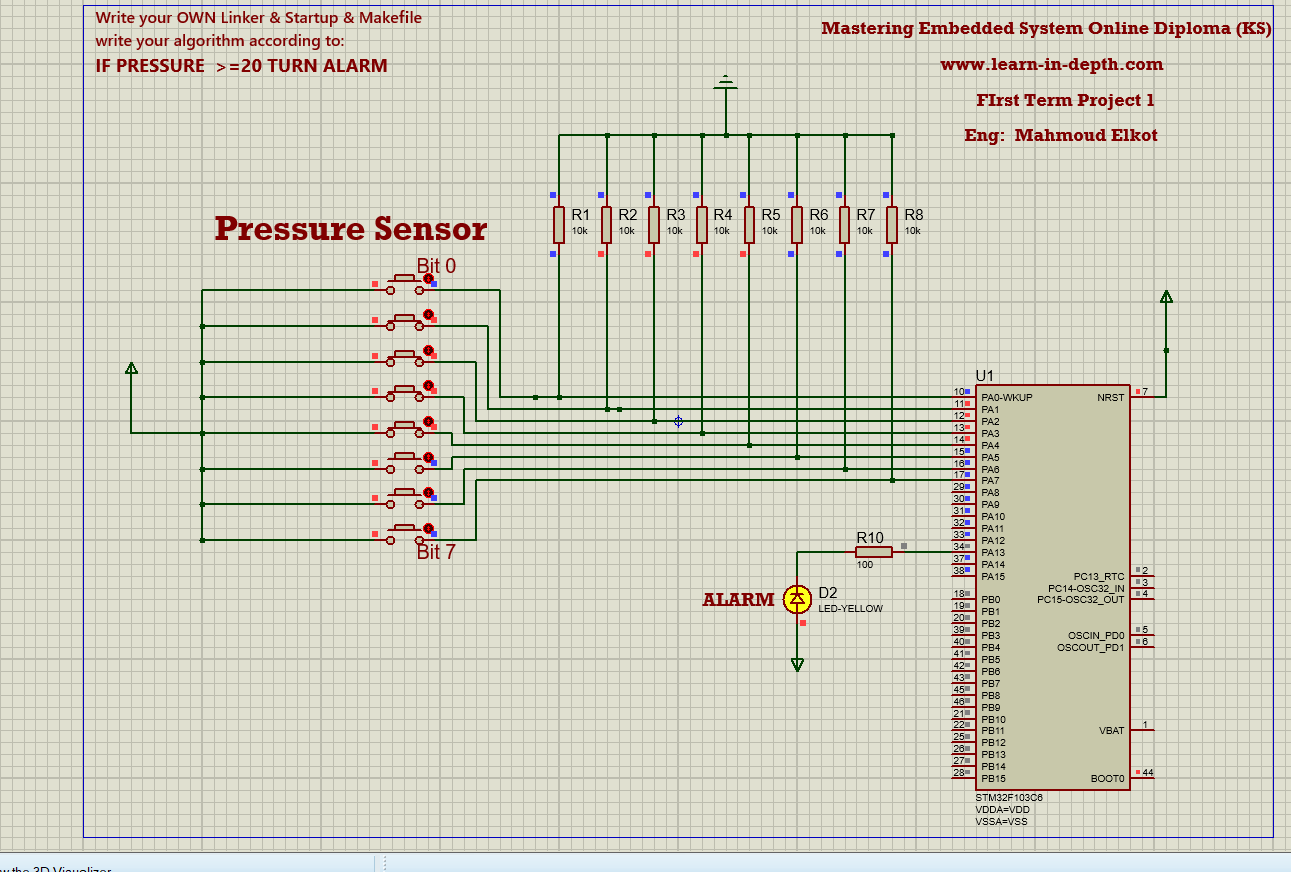 Write your OWN Linker & Startup & Makefile
write your algorithm according to:
IF PRESSURE >=20 TURN ALARM
Mastering Embedded System Online Diploma (KS)
www.learn-in-depth.com
FIrst Term Project 1
Eng: Mahmoud Elkot
Pressure Sensor
Bit 0
Bit 7
R1
10k
R2
10k
R3
10k
R4
10k
R5
10k
R6
10k
R7
10k
R8
10k
R10
100
ALARM
D2
LED-YELLOW
U1
10 PA0-WKUP
11 PA1
12 PA2
13 PA3
14 PA4
15 PA5
16 PA6
17 PA7
29 PA8
30 PA9
31 PA10
32 PA11
33 PA12
34 PA13
37 PA14
38 PA15
18 PB0
19 PB1
20 PB2
39 PB3
40 PB4
41 PB5
42 PB6
43 PB7
45 PB8
46 PB9
21 PB10
22 PB11
25 PB12
26 PB13
27 PB14
28 PB15
NRST 7
PC13_RTC 2
PC14-OSC32_IN 3
PC15-OSC32_OUT 4
OSCIN_PD0 5
OSCOUT_PD1 6
VBAT 1
BOOT0 44
STM32F103C6
VDDA=VDD
VSSA=VSS
the 3D Visualizer